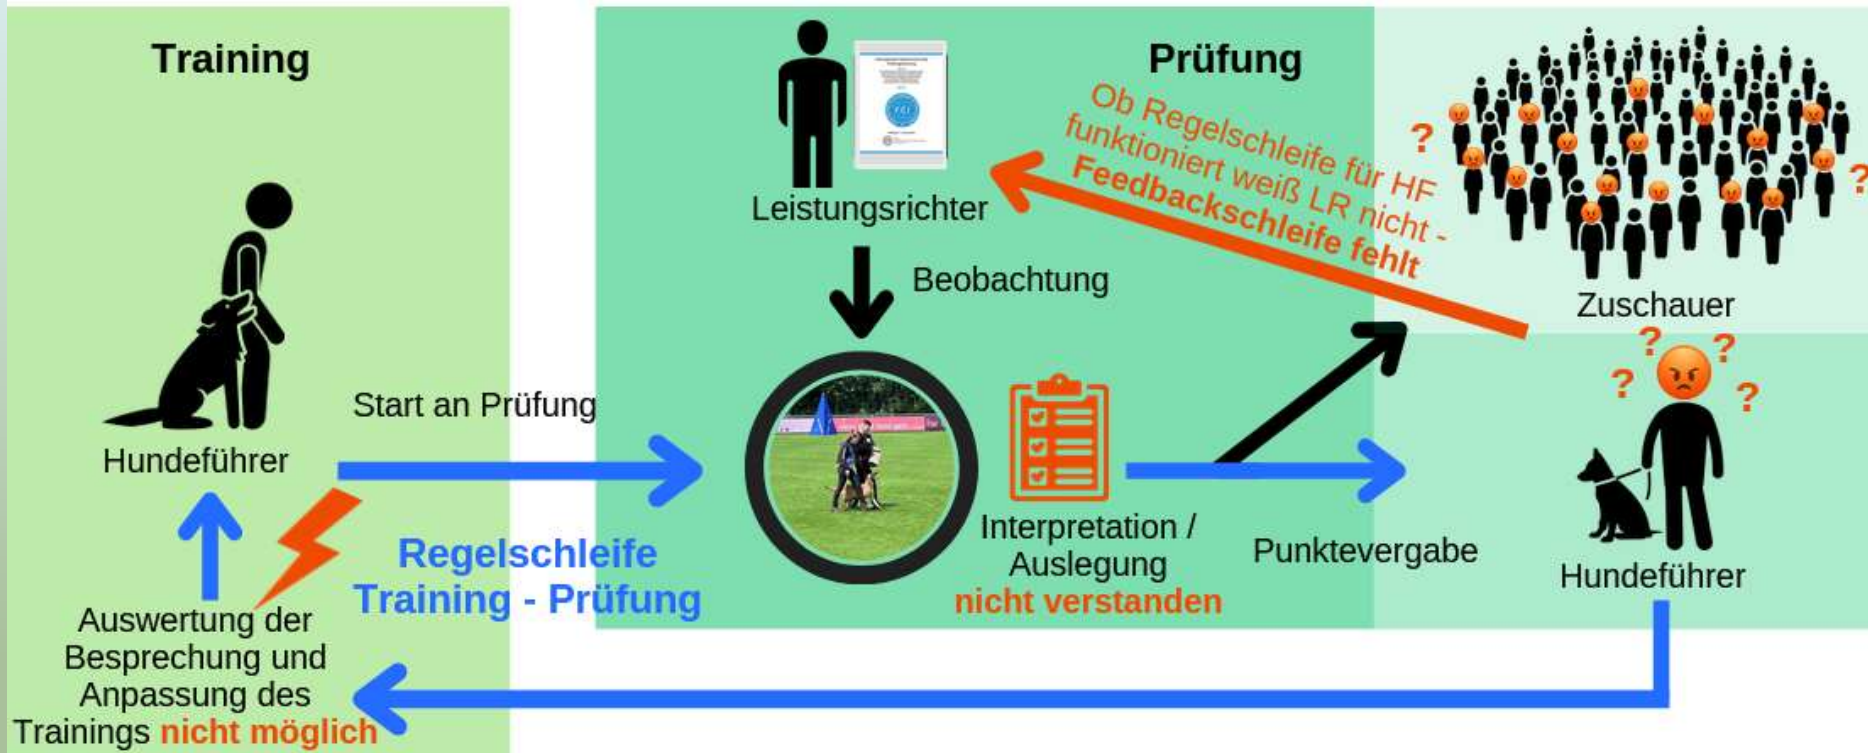 Training
Prüfung
Ob Regelschleife für HF
funktioniert weiß LR nicht -
Feedbackschleife fehlt
?
?
Leistungsrichter
Beobachtung
Zuschauer
? ?
? ?
Start an Prüfung
Hundeführer
Regelschleife
Training - Prüfung
Interpretation /
Auslegung
nicht verstanden
Punktevergabe
Hundeführer
Auswertung der
Besprechung und
Anpassung des
Trainings nicht möglich